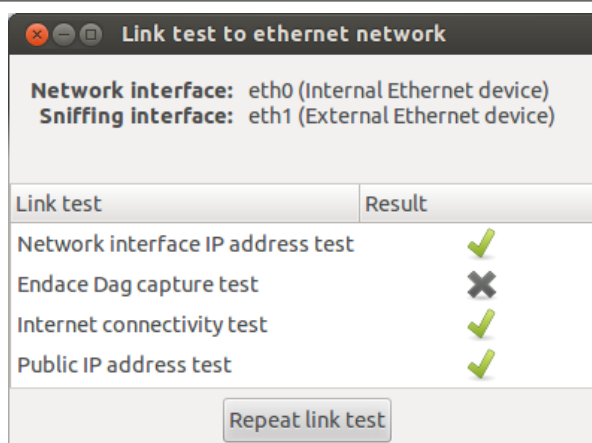 Link test to ethernet network
Network interface: eth0 (Internal Ethernet device)
Sniffing interface: eth1 (External Ethernet device)
Link test Result
Network interface IP address test
Endace Dag capture test
Internet connectivity test
Public IP address test
Repeat link test